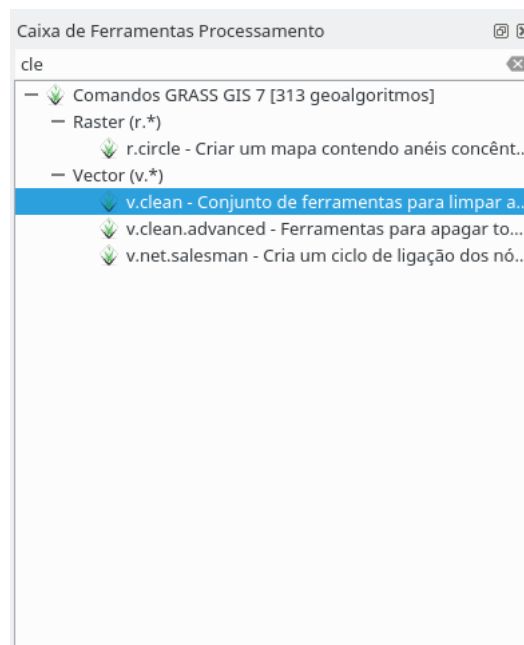 Caixa de Ferramentas Processamento
cle
Comandos GRASS GIS 7 [313 geoalgoritmos]
Raster (r.*)
r.circle - Criar um mapa contendo anéis concênt...
Vector (v.*)
v.clean - Conjunto de ferramentas para limpar a...
v.clean.advanced - Ferramentas para apagar to...
v.net.salesman - Cria um ciclo de ligação dos nó...